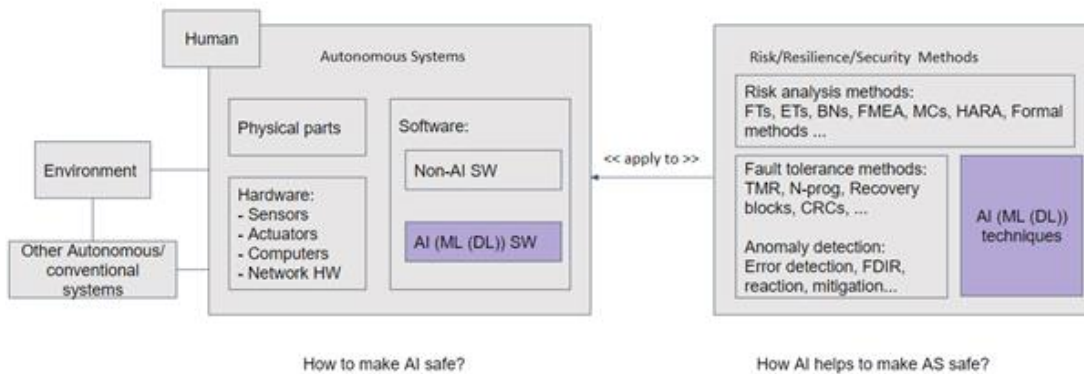 Human
Autonomous Systems
Physical parts
Hardware:
- Sensors
- Actuators
- Computers
- Network HW
Software:
Non-AI SW
AI (ML (DL)) SW
Environment
Other Autonomous/
conventional
systems
<< apply to >>
Risk/Resilience/Security Methods
Risk analysis methods:
FTs, ETs, BNs, FMEA, MCs, HARA, Formal
methods ...
Fault tolerance methods:
TMR, N-prog, Recovery
blocks, CRCs, ...
Anomaly detection:
Error detection, FDIR,
reaction, mitigation...
AI (ML (DL))
techniques
How to make AI safe?
How AI helps to make AS safe?